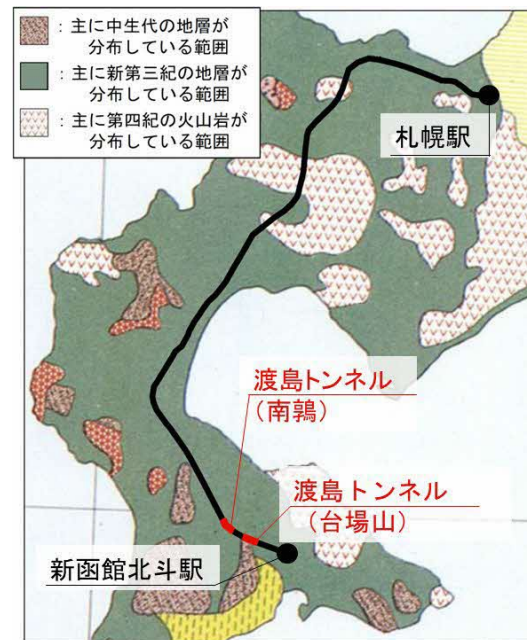 ：主に中生代の地層が
分布している範囲
：主に新第三紀の地層が
分布している範囲
：主に第四紀の火山岩が
分布している範囲
札幌駅
渡島トンネル
（南鶉）
渡島トンネル
（台場山）
新函館北斗駅